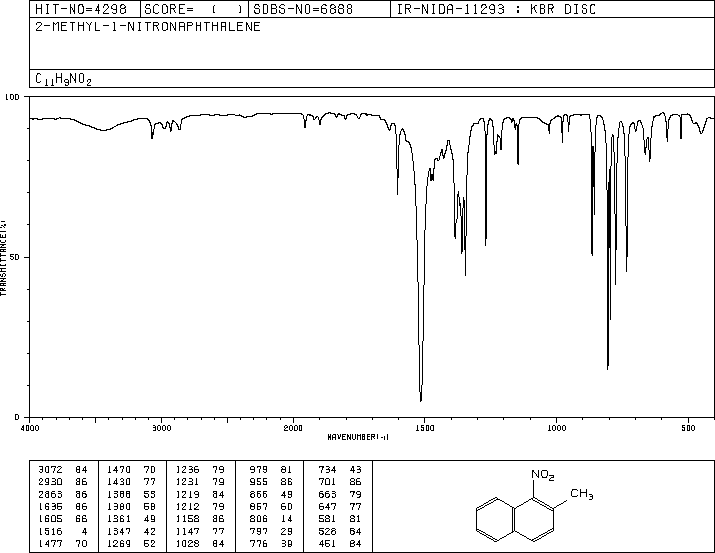 HIT-NO=4298 SCORE= ( ) SDBS-NO=6888 IR-NIDA-11293 : KBR DISC
2-METHYL-1-NITRONAPHTHALENE
C11H9NO2
100
50
0
TRANSMITTANCE(%)
4000 3000 2000 1500 1000 500
WAVENUMBER(-1)
3072 84 1470 70 1236 79 979 81 734 43
2930 86 1430 77 1231 79 955 86 701 86
2863 86 1388 53 1219 84 866 49 663 79
1635 86 1380 58 1212 79 857 60 647 77
1605 66 1361 49 1158 86 806 14 581 81
1516 4 1347 42 1147 77 797 29 528 84
1477 70 1269 52 1028 84 776 39 451 84
NO2
CH3